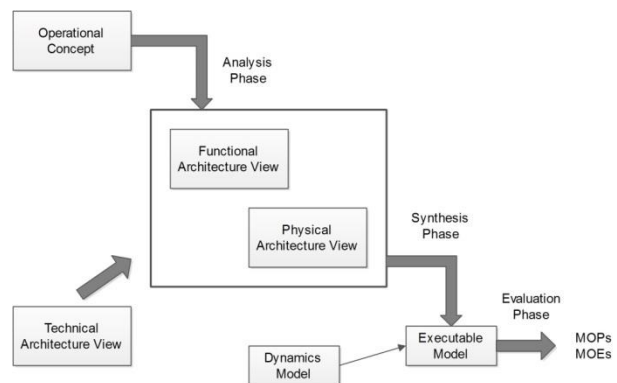 Operational
Concept
Analysis
Phase
Functional
Architecture View
Physical
Architecture View
Synthesis
Phase
Technical
Architecture View
Evaluation
Phase
Executable
Model
MOPs
MOEs
Dynamics
Model